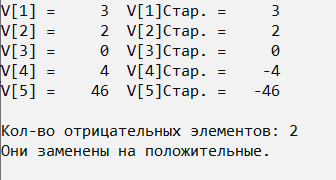 V[1] =     3  V[1]Стар. =     3
V[2] =     2  V[2]Стар. =     2
V[3] =     0  V[3]Стар. =     0
V[4] =     4  V[4]Стар. =    -4
V[5] =    46  V[5]Стар. =   -46
Кол-во отрицательных элементов: 2
Они заменены на положительные.